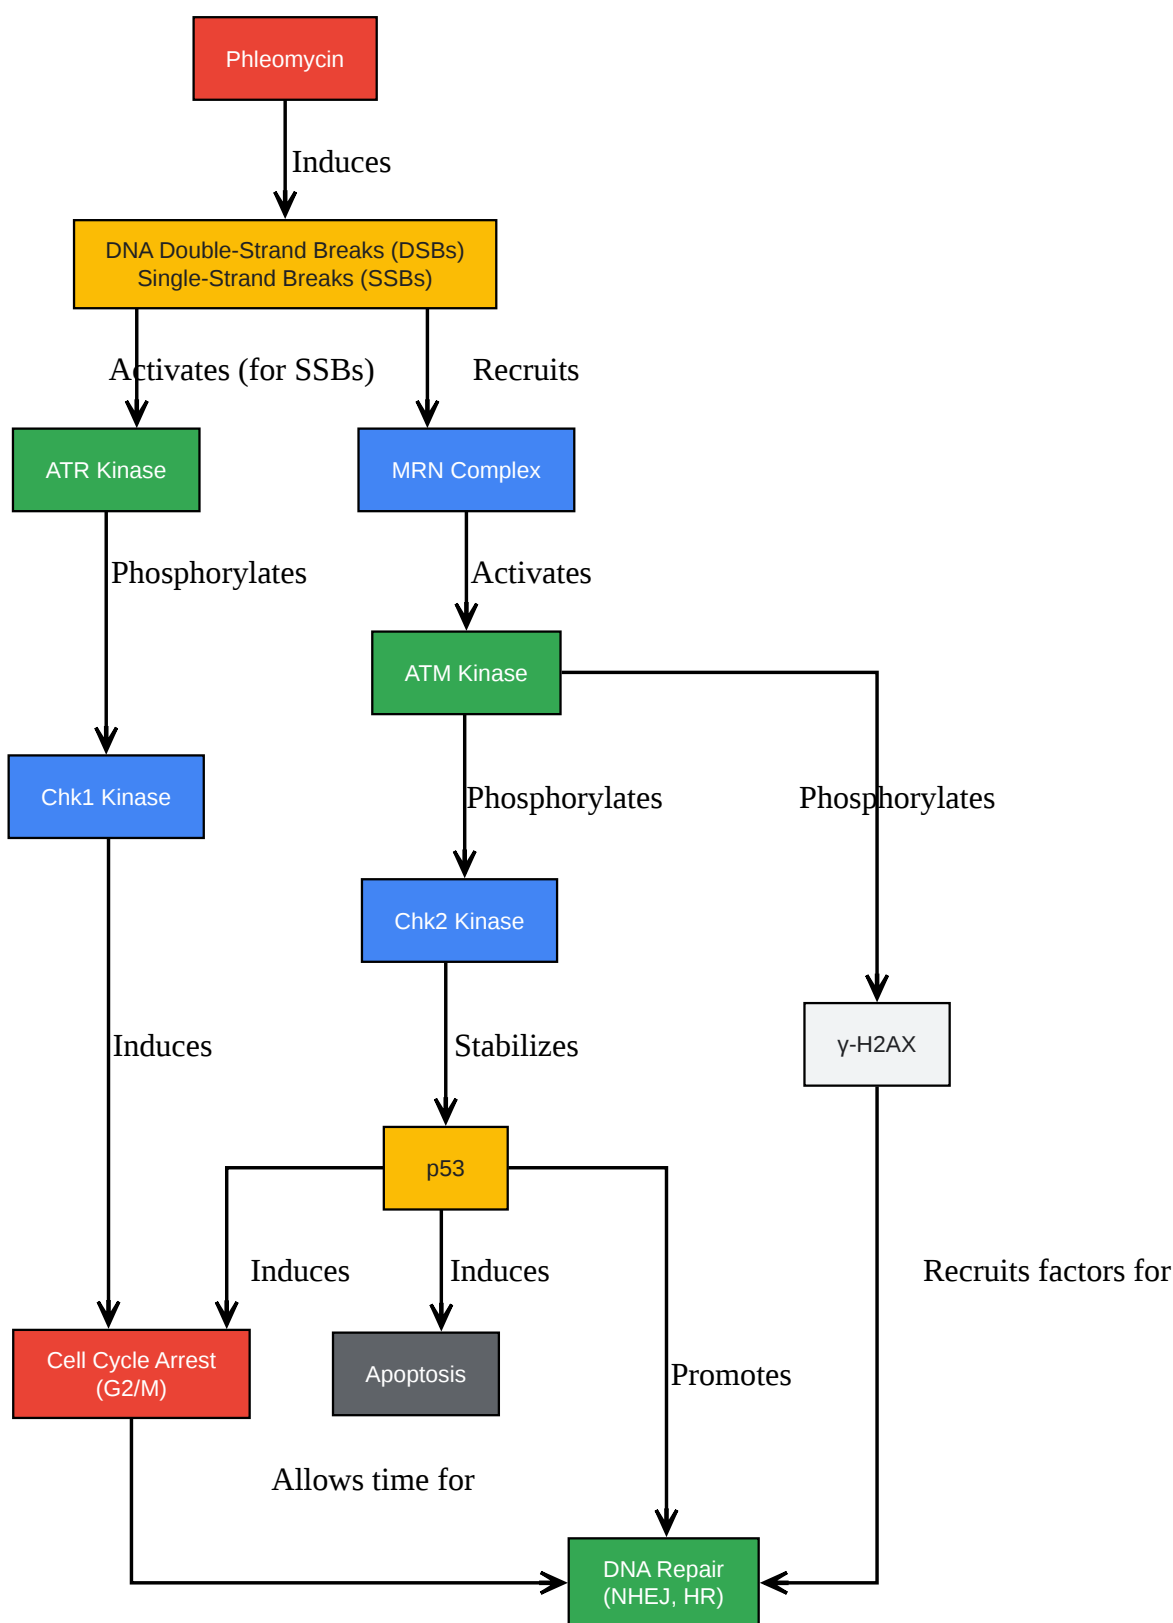 Phleomycin
Induces
DNA Double-Strand Breaks (DSBs)
Single-Strand Breaks (SSBs)
Activates (for SSBs)
Recruits
ATR Kinase
MRN Complex
Phosphorylates
Activates
ATM Kinase
Chk1 Kinase
Phosphorylates
Phosphorylates
Chk2 Kinase
Induces
Stabilizes
γ-H2AX
p53
Induces
Induces
Recruits factors for
Cell Cycle Arrest
(G2/M)
Apoptosis
Promotes
Allows time for
DNA Repair
(NHEJ, HR)